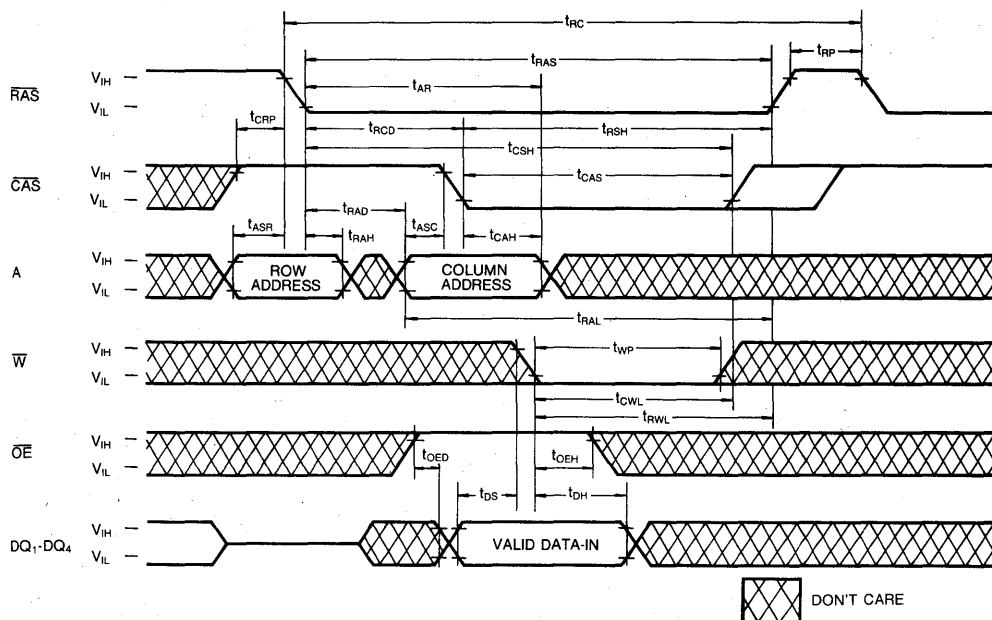 tRC
tRP
tRAS
tAR
RAS
VIH
VIL
tCRP
tRCD
tRSH
tCSH
CAS
VIH
VIL
tCAS
tRAD
tASR
tRAH
tASC
tCAH
A
VIH
VIL
ROW ADDRESS
COLUMN ADDRESS
tRAL
W
VIH
VIL
tWP
tCWL
tRWL
OE
VIH
VIL
tOED
tOEH
tDS
tDH
DQ1-DQ4
VIH
VIL
VALID DATA-IN
DON'T CARE